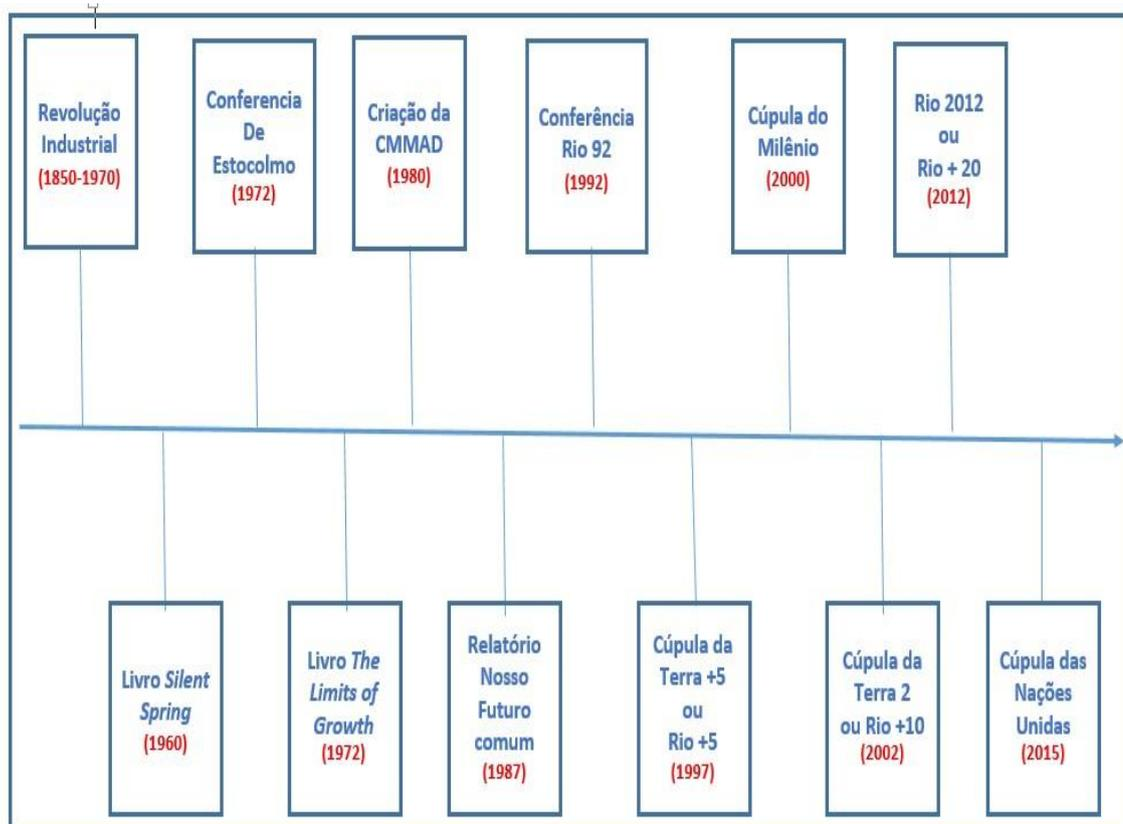 Revolução
Industrial
(1850-1970)
Conferencia
De
Estocolmo
(1972)
Criação da
CMMAD
(1980)
Conferência
Rio 92
(1992)
Cúpula do
Milênio
(2000)
Rio 2012
ou
Rio + 20
(2012)
Livro Silent
Spring
(1960)
Livro The
Limits of
Growth
(1972)
Relatório
Nosso
Futuro
comum
(1987)
Cúpula da
Terra +5
ou
Rio +5
(1997)
Cúpula da
Terra 2
ou Rio +10
(2002)
Cúpula das
Nações
Unidas
(2015)